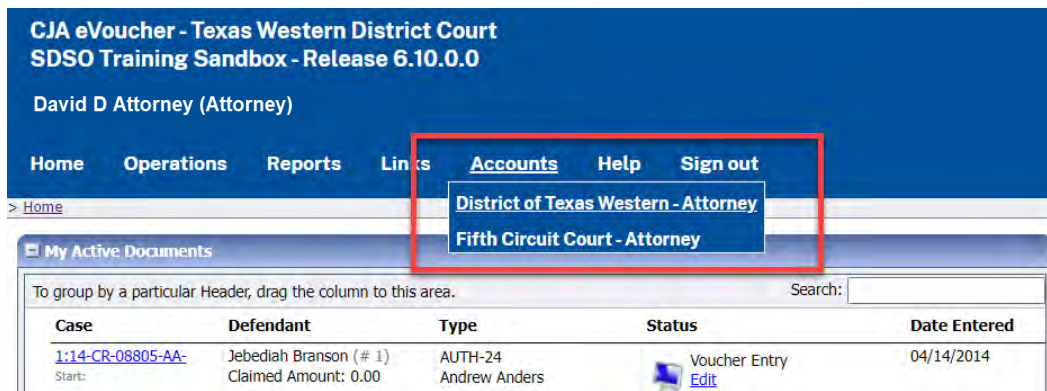 CJA eVoucher - Texas Western District Court
SDSO Training Sandbox - Release 6.10.0.0
David D Attorney (Attorney)
Home Operations Reports Links Accounts Help Sign out
District of Texas Western - Attorney
Fifth Circuit Court - Attorney
> Home
My Active Documents
To group by a particular Header, drag the column to this area. Search:
Case Defendant Type Status Date Entered
1:14-CR-08805-AA- Jebediah Branson (# 1) AUTH-24 Voucher Entry 04/14/2014
Start: Claimed Amount: 0.00 Andrew Anders Edit